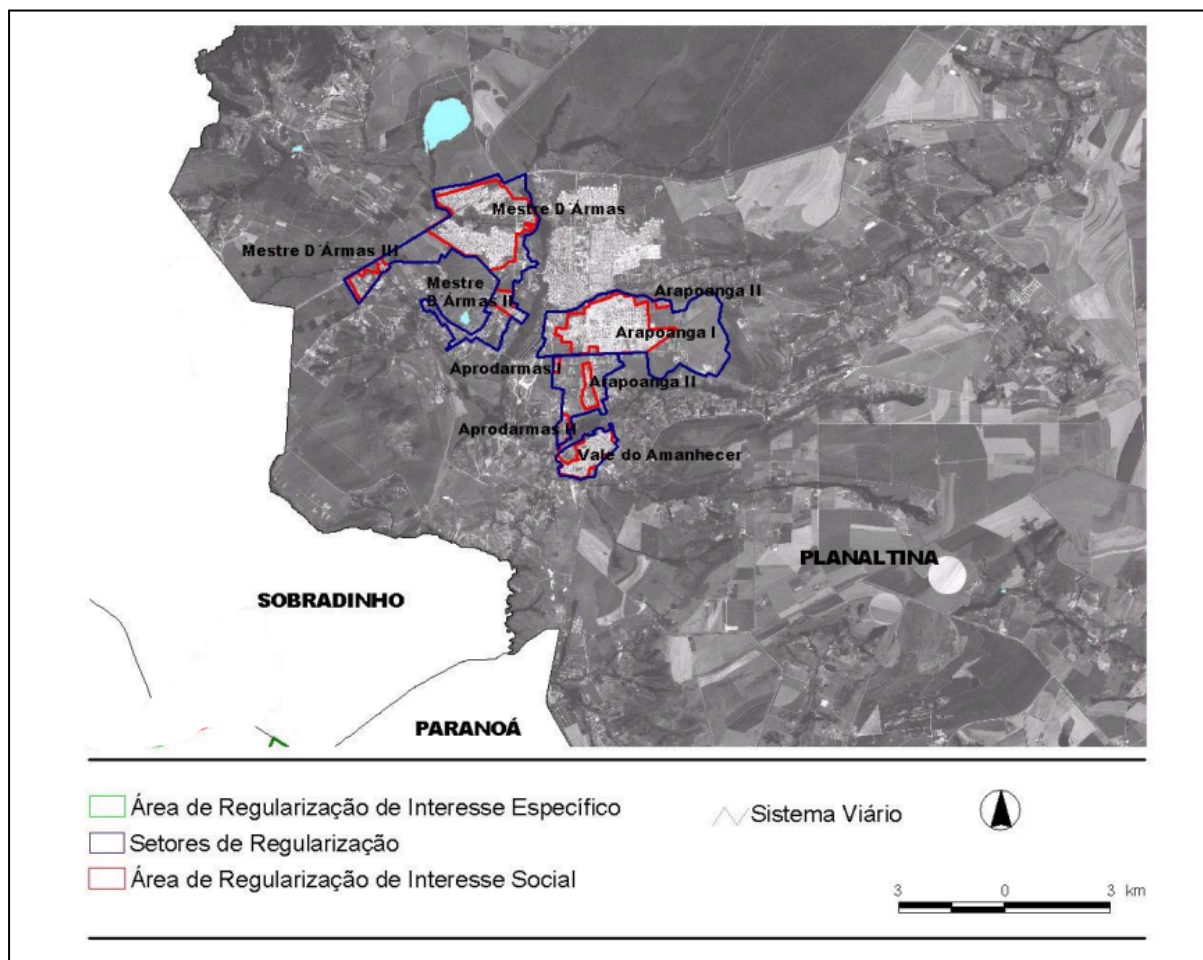 Mestre D´Ármas
Mestre D´Ármas III
Mestre
D´Ármas II
Arapoanga II
Arapoanga I
Aprodarmas I
Arapoanga II
Aprodarmas II
Vale do Amanhecer
PLANALTINA
SOBRADINHO
PARANOÁ
Área de Regularização de Interesse Específico
Setores de Regularização
Área de Regularização de Interesse Social
Sistema Viário
3 0 3 km